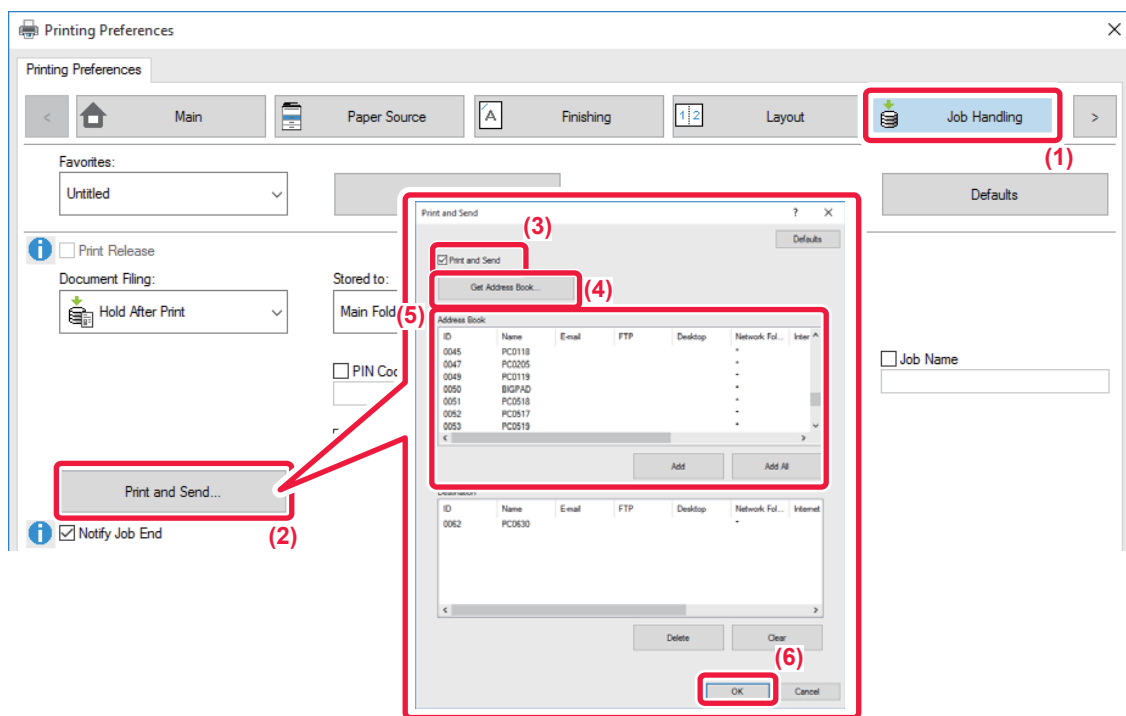 Printing Preferences
Printing Preferences
< Main Paper Source Finishing Layout Job Handling >
(1)
Favorites:
Untitled
Defaults
Print and Send ? ×
(3)
Defaults
Print Release
Print and Send
Document Filing:
Stored to:
Get Address Book...
(4)
Hold After Print
Main Fold
(5)
Address Book
ID Name E-mail FTP Desktop Network Fol... Inter
0045 PC0118 *
0047 PC0205 *
0049 PC0119 *
0050 BIGPAD *
0051 PC0518 *
0052 PC0517 *
0053 PC0519 *
PIN Coc
Job Name
Add Add All
Print and Send...
(2)
Destination
ID Name E-mail FTP Desktop Network Fol... Internet
0062 PC0630 *
Notify Job End
Delete Clear
(6)
OK Cancel